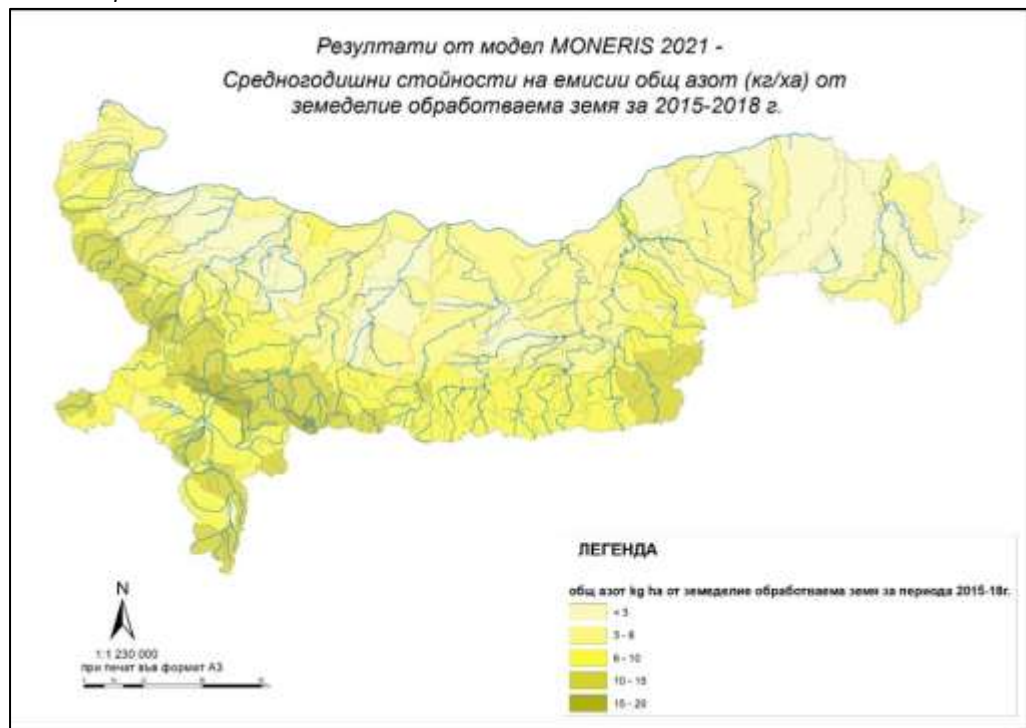 Резултати от модел MONERIS 2021 -
Средногодишни стойности на емисии общ азот (кг/ха) от
земеделие обработваема земя за 2015-2018 г.
ЛЕГЕНДА
общ азот kg ha от земеделие обработваема земя за периода 2015-18г.
< 3
6 - 10
10 - 15
15 - 20
N
1:1 230 000
при печат във формат А3